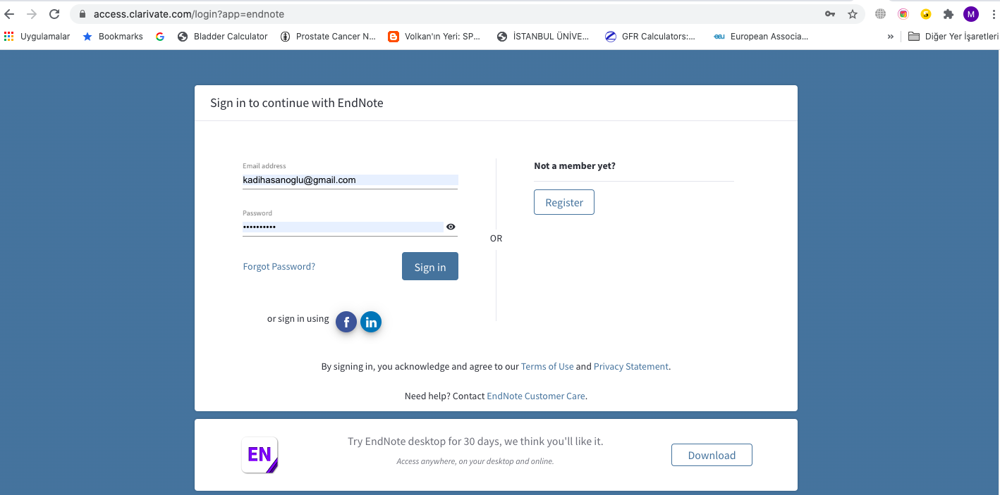 access.clarivate.com/login?app=endnote
M
Uygulamalar Bookmarks Bladder Calculator Prostate Cancer N... Volkan'ın Yeri: SP... İSTANBUL ÜNİVE... GFR Calculators:... eau European Associa... » Diğer Yer İşaretleri
Sign in to continue with EndNote
Email address
kadihasanoglu@gmail.com
Password
••••••••••
Forgot Password?
Sign in
or sign in using f in
OR
Not a member yet?
Register
By signing in, you acknowledge and agree to our Terms of Use and Privacy Statement.
Need help? Contact EndNote Customer Care.
EN
Try EndNote desktop for 30 days, we think you'll like it.
Access anywhere, on your desktop and online.
Download